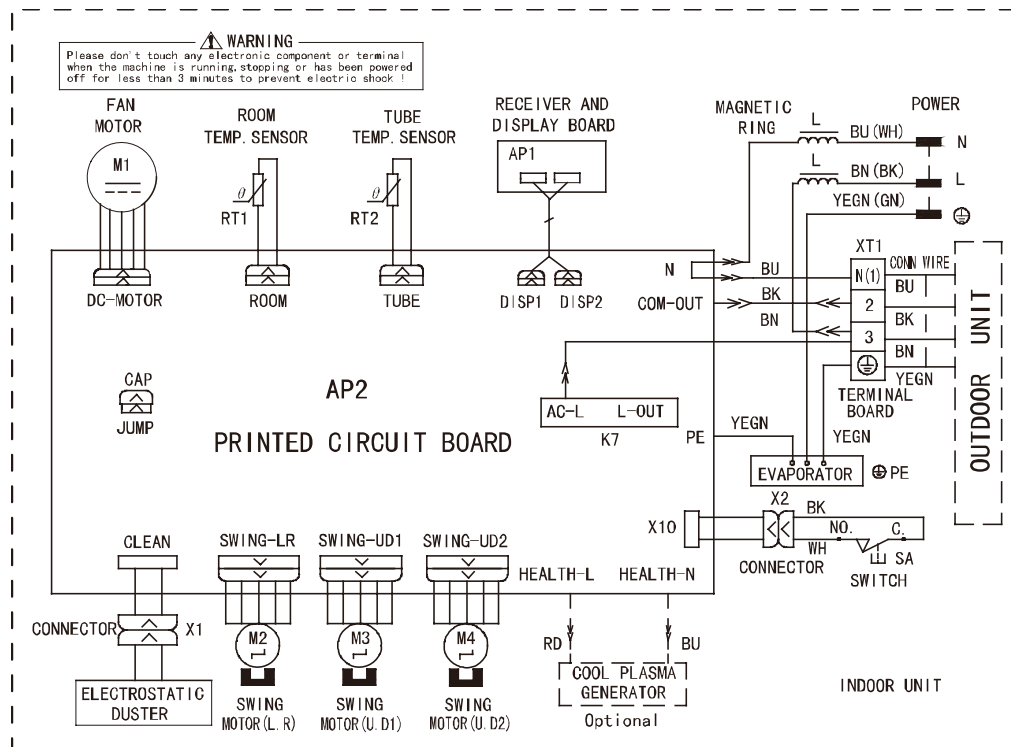 WARNING
Please don't touch any electronic component or terminal
when the machine is running, stopping or has been powered
off for less than 3 minutes to prevent electric shock !
FAN
MOTOR
M1
DC-MOTOR
ROOM
TEMP. SENSOR
θ
RT1
ROOM
TUBE
TEMP. SENSOR
θ
RT2
TUBE
RECEIVER AND
DISPLAY BOARD
AP1
DISP1
DISP2
MAGNETIC
RING
POWER
L
BU(WH)
N
L
BN(BK)
L
YEGN(GN)
XT1
N
BU
N(1)
CONN WIRE
BU
COM-OUT
BK
2
BK
BN
3
BN
YEGN
TERMINAL
BOARD
OUTDOOR UNIT
CAP
JUMP
AP2
PRINTED CIRCUIT BOARD
AC-L
L-OUT
K7
PE
YEGN
YEGN
EVAPORATOR
PE
X10
X2
BK
NO.
C.
WH
SA
CONNECTOR
SWITCH
CLEAN
SWING-LR
SWING-UD1
SWING-UD2
HEALTH-L
HEALTH-N
CONNECTOR
X1
M2
M3
M4
RD
BU
ELECTROSTATIC
DUSTER
SWING
MOTOR(L.R)
SWING
MOTOR(U.D1)
SWING
MOTOR(U.D2)
COOL PLASMA
GENERATOR
Optional
INDOOR UNIT